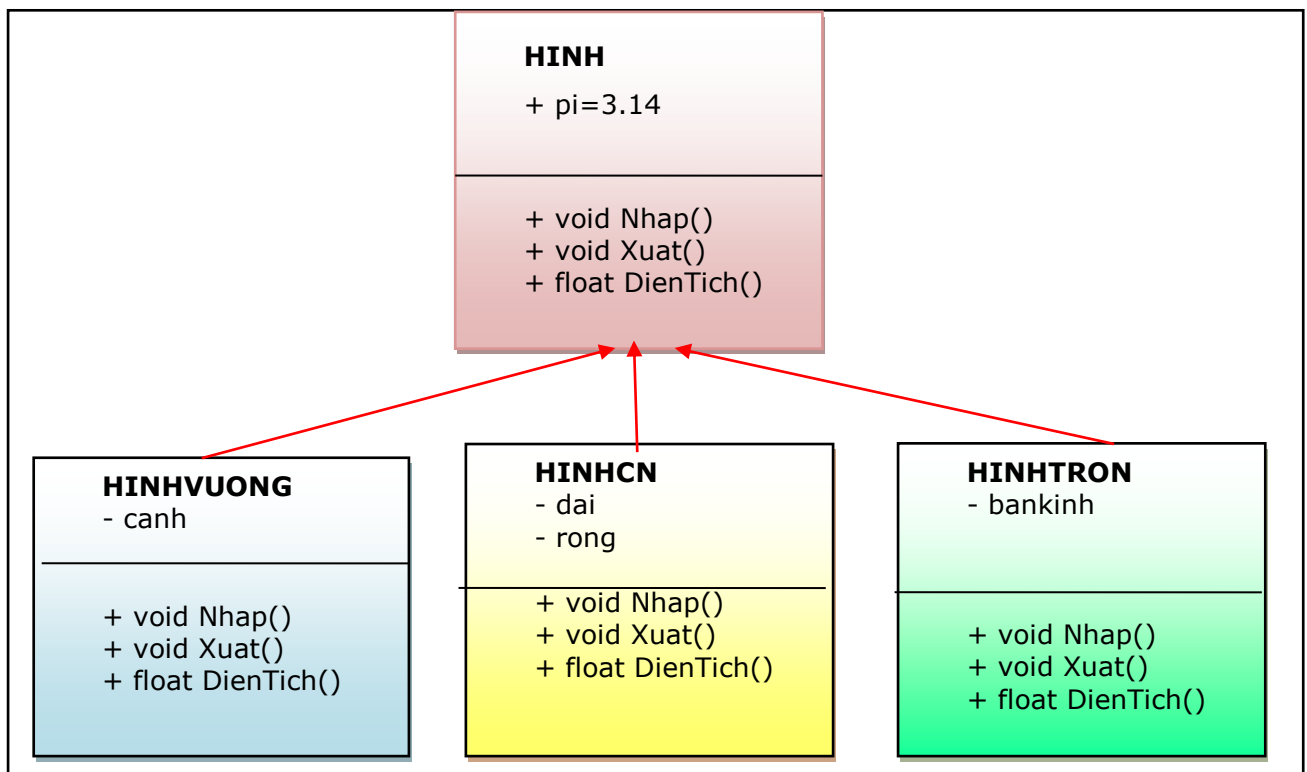 HINH
+ pi=3.14
+ void Nhap()
+ void Xuat()
+ float DienTich()
HINHVUONG
- canh
+ void Nhap()
+ void Xuat()
+ float DienTich()
HINHCN
- dai
- rong
+ void Nhap()
+ void Xuat()
+ float DienTich()
HINHTRON
- bankinh
+ void Nhap()
+ void Xuat()
+ float DienTich()